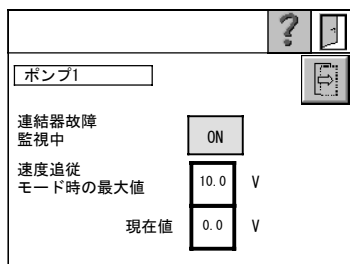 ?
ポンプ1
連結器故障
監視中
ON
速度追従
モード時の最大値
10.0 V
現在値 0.0 V